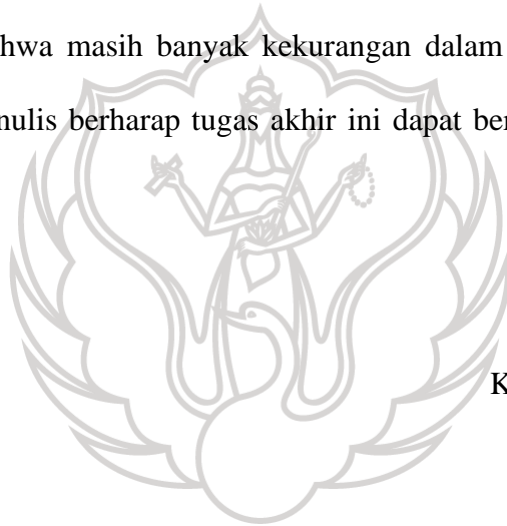 hwa masih banyak kekurangan dalam
nulis berharap tugas akhir ini dapat ber
K